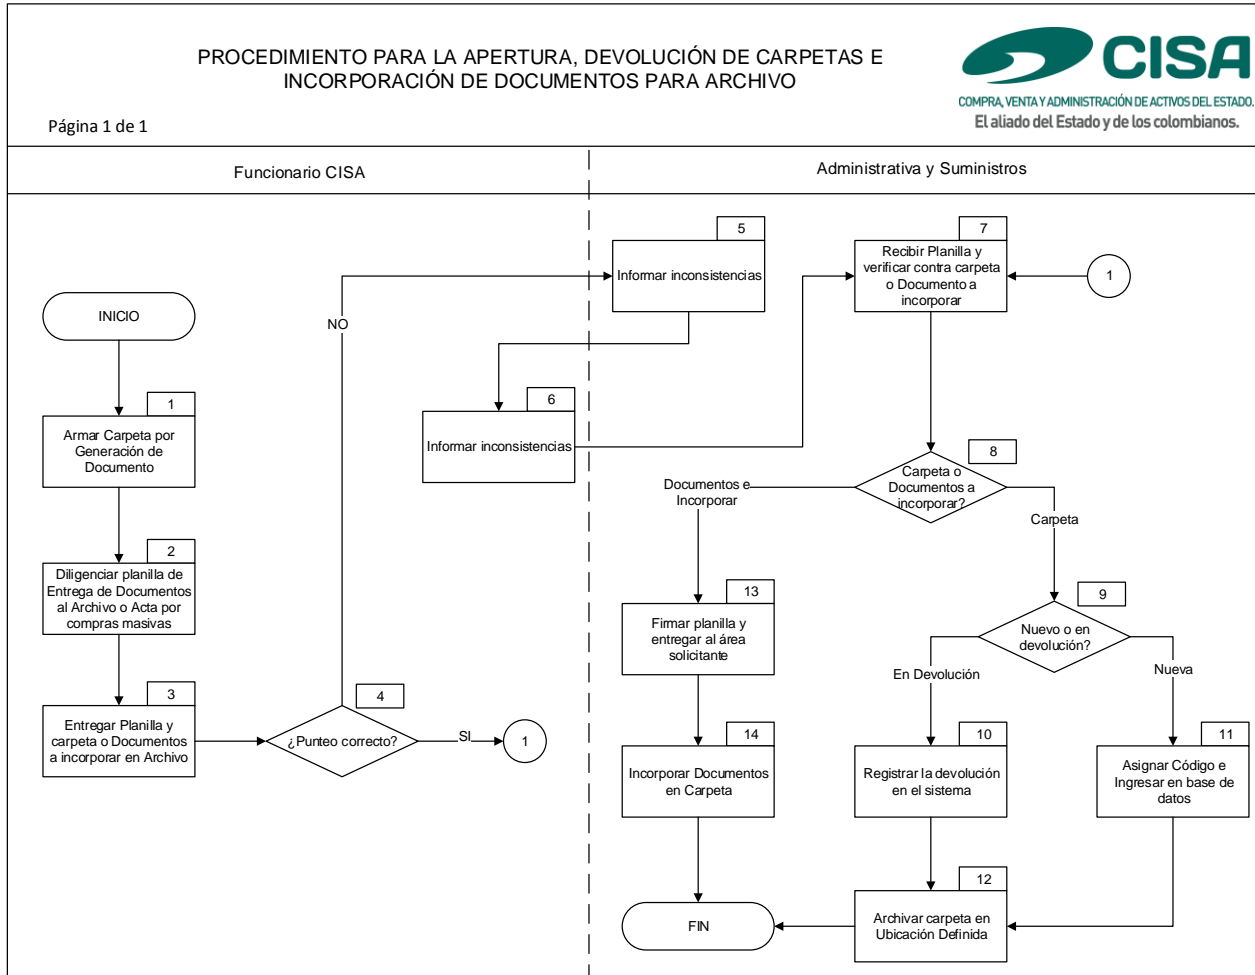 PROCEDIMIENTO PARA LA APERTURA, DEVOLUCIÓN DE CARPETAS E
INCORPORACIÓN DE DOCUMENTOS PARA ARCHIVO
CISA
COMPRA, VENTA Y ADMINISTRACIÓN DE ACTIVOS DEL ESTADO.
El aliado del Estado y de los colombianos.
Página 1 de 1
Funcionario CISA
Administrativa y Suministros
INICIO
1
Armar Carpeta por
Generación de
Documento
2
Diligenciar planilla de
Entrega de Documentos
al Archivo o Acta por
compras masivas
3
Entregar Planilla y
carpeta o Documentos
a incorporar en Archivo
4
¿Punteo correcto?
NO
SI
1
5
Informar inconsistencias
6
Informar inconsistencias
7
Recibir Planilla y
verificar contra carpeta
o Documento a
incorporar
1
8
Carpeta o
Documentos a
incorporar?
Documentos e
Incorporar
Carpeta
9
Nuevo o en
devolución?
En Devolución
Nueva
10
Registrar la devolución
en el sistema
11
Asignar Código e
Ingresar en base de
datos
12
Archivar carpeta en
Ubicación Definida
13
Firmar planilla y
entregar al área
solicitante
14
Incorporar Documentos
en Carpeta
FIN